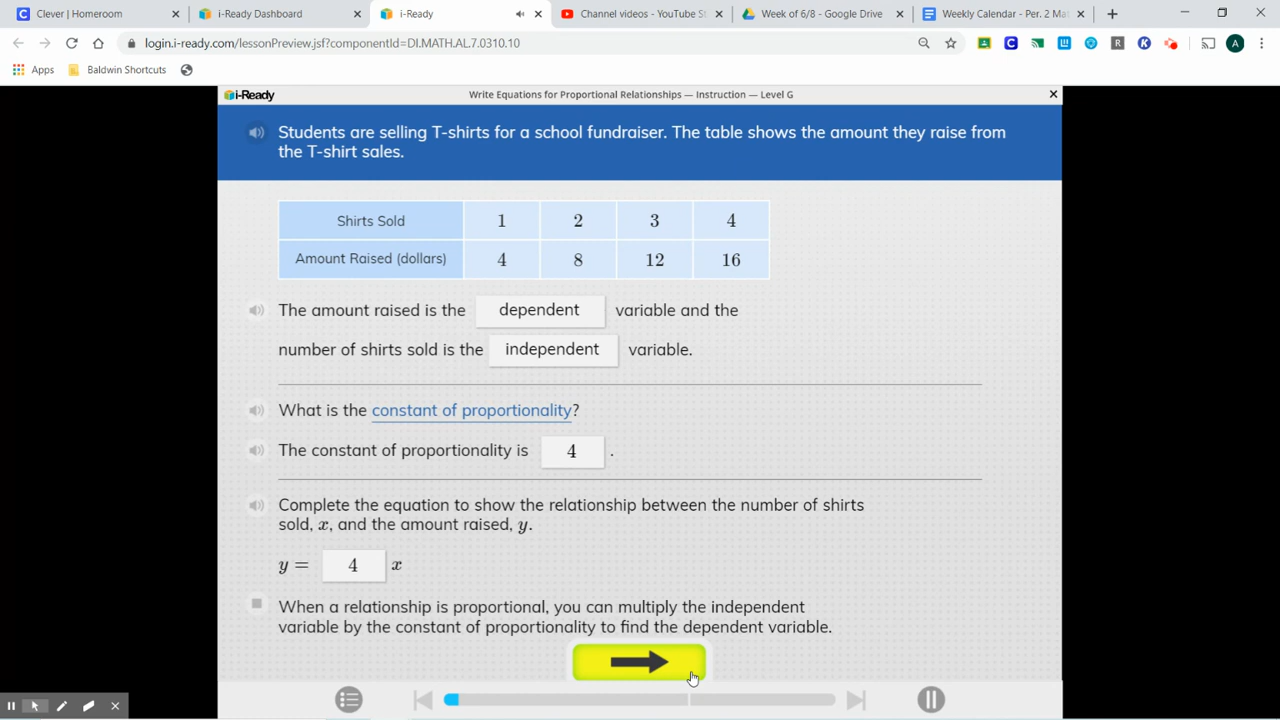 Clever | Homeroom
i-Ready Dashboard
i-Ready
Channel videos - YouTube St
Week of 6/8 - Google Drive
Weekly Calendar - Per. 2 Mat
login.i-ready.com/lessonPreview.jsf?componentId=DI.MATH.AL.7.0310.10
Apps
Baldwin Shortcuts
i-Ready
Write Equations for Proportional Relationships — Instruction — Level G
Students are selling T-shirts for a school fundraiser. The table shows the amount they raise from
the T-shirt sales.
Shirts Sold 1 2 3 4
Amount Raised (dollars) 4 8 12 16
The amount raised is the dependent variable and the
number of shirts sold is the independent variable.
What is the constant of proportionality?
The constant of proportionality is 4 .
Complete the equation to show the relationship between the number of shirts
sold, x, and the amount raised, y.
y = 4 x
When a relationship is proportional, you can multiply the independent
variable by the constant of proportionality to find the dependent variable.